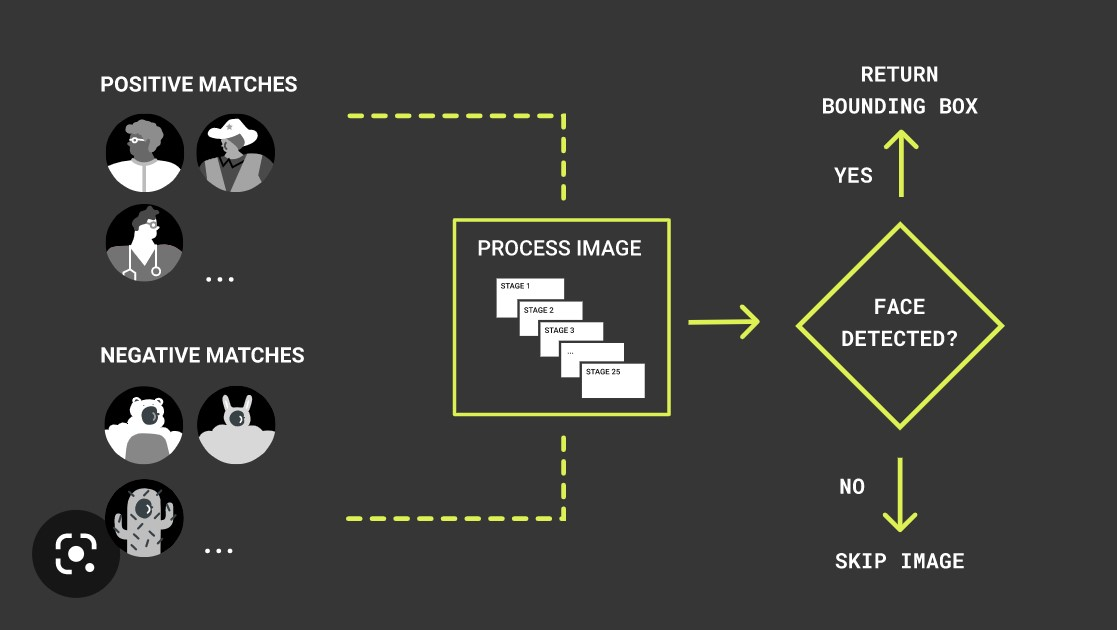 POSITIVE MATCHES
...
NEGATIVE MATCHES
...
PROCESS IMAGE
STAGE 1
STAGE 2
STAGE 3
...
STAGE 25
FACE
DETECTED?
YES
RETURN
BOUNDING BOX
NO
SKIP IMAGE